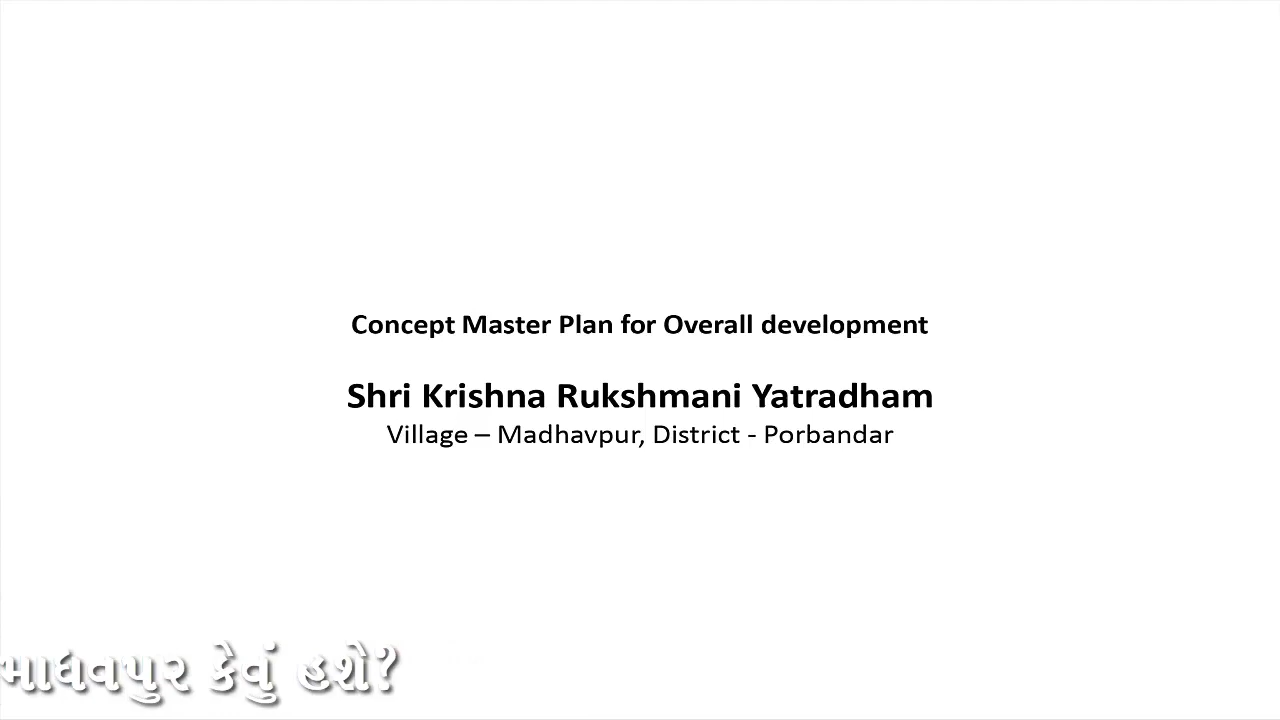 Concept Master Plan for Overall development
Shri Krishna Rukshmani Yatradham
Village – Madhavpur, District - Porbandar
માધવપુર કેવું હશે?